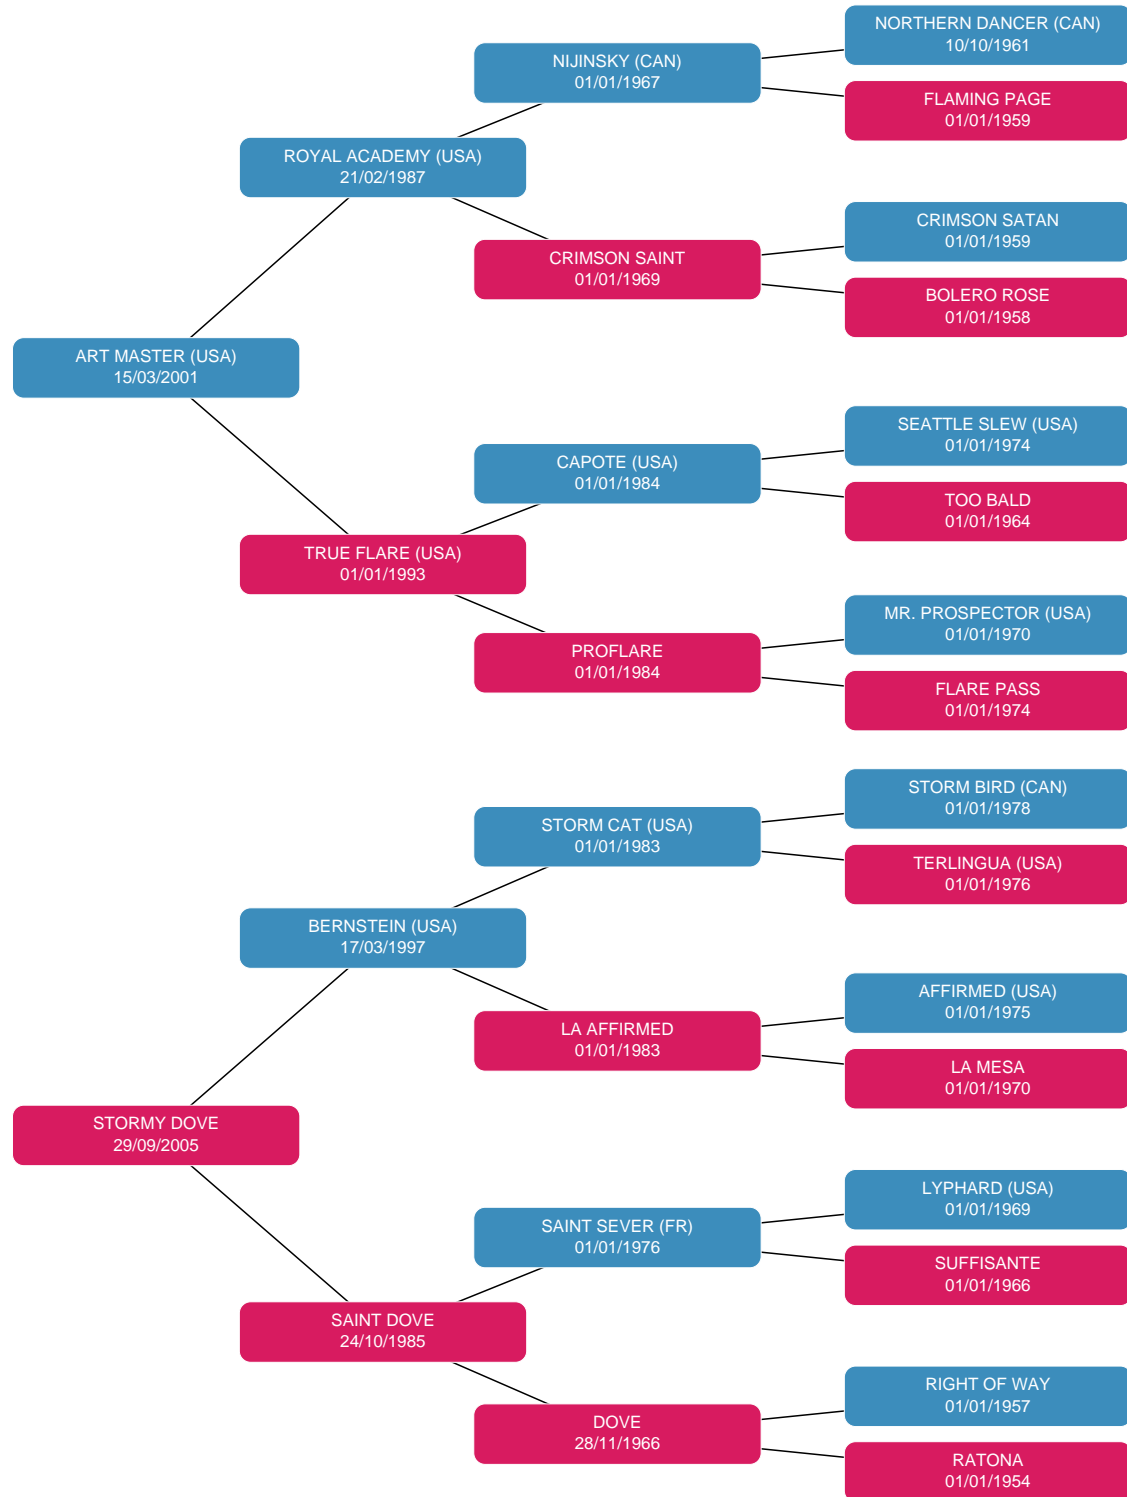 NORTHERN DANCER (CAN)
10/10/1961
NIJINSKY (CAN)
01/01/1967
FLAMING PAGE
01/01/1959
ROYAL ACADEMY (USA)
21/02/1987
CRIMSON SATAN
01/01/1959
CRIMSON SAINT
01/01/1969
BOLERO ROSE
01/01/1958
ART MASTER (USA)
15/03/2001
SEATTLE SLEW (USA)
01/01/1974
CAPOTE (USA)
01/01/1984
TOO BALD
01/01/1964
TRUE FLARE (USA)
01/01/1993
MR. PROSPECTOR (USA)
01/01/1970
PROFLARE
01/01/1984
FLARE PASS
01/01/1974
STORM BIRD (CAN)
01/01/1978
STORM CAT (USA)
01/01/1983
TERLINGUA (USA)
01/01/1976
BERNSTEIN (USA)
17/03/1997
AFFIRMED (USA)
01/01/1975
LA AFFIRMED
01/01/1983
LA MESA
01/01/1970
STORMY DOVE
29/09/2005
LYPHARD (USA)
01/01/1969
SAINT SEVER (FR)
01/01/1976
SUFFISANTE
01/01/1966
SAINT DOVE
24/10/1985
RIGHT OF WAY
01/01/1957
DOVE
28/11/1966
RATONA
01/01/1954